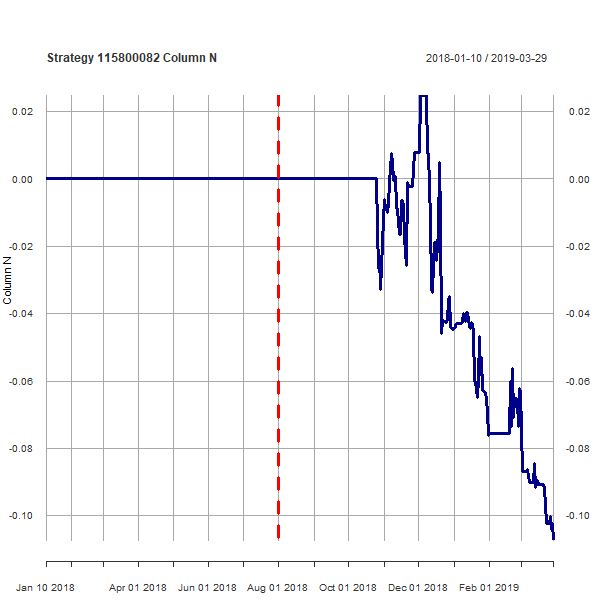 Strategy 115800082 Column N 2018-01-10 / 2019-03-29
0.02 0.02
0.00 0.00
-0.02 -0.02
Column N
-0.04 -0.04
-0.06 -0.06
-0.08 -0.08
-0.10 -0.10
Jan 10 2018 Apr 01 2018 Jun 01 2018 Aug 01 2018 Oct 01 2018 Dec 01 2018 Feb 01 2019